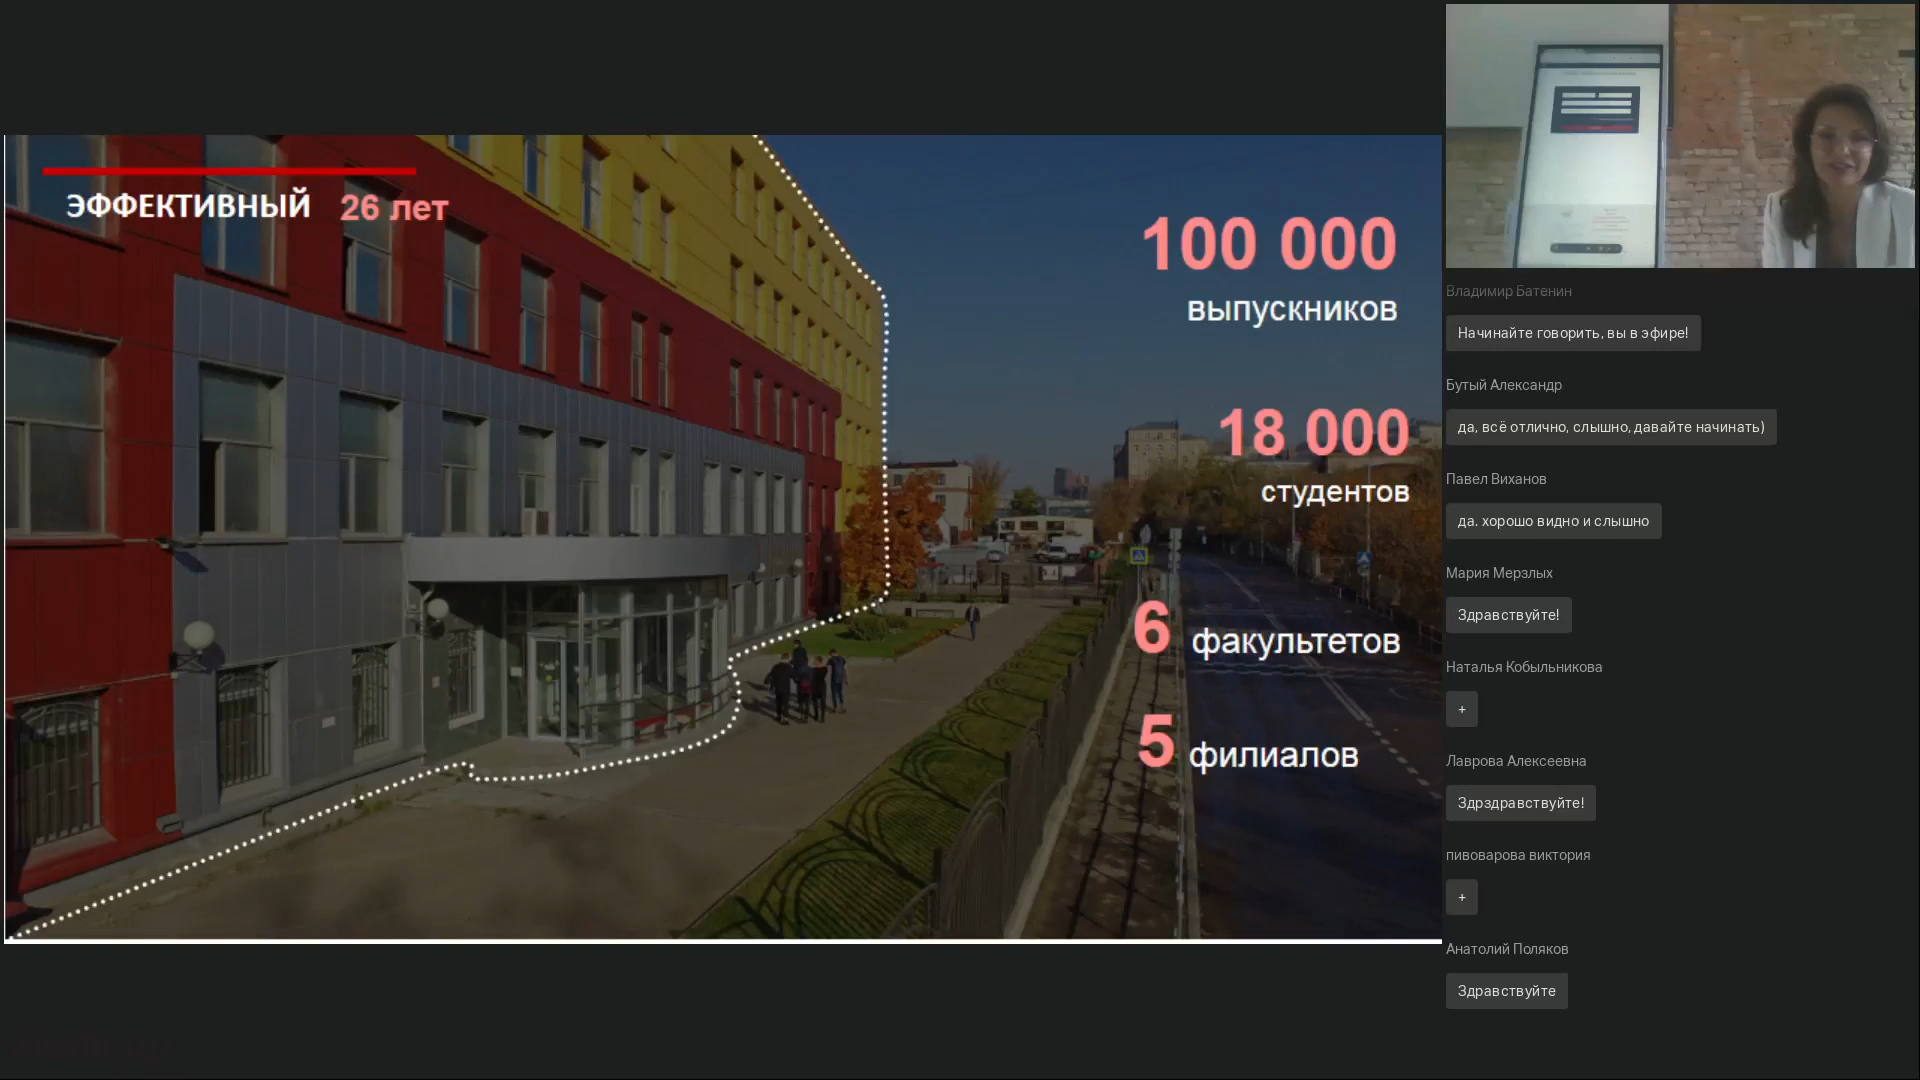 ЭФФЕКТИВНЫЙ 26 лет
100 000
выпускников
18 000
студентов
6 факультетов
5 филиалов
Владимир Батенин
Начинайте говорить, вы в эфире!
Бутый Александр
да, всё отлично, слышно, давайте начинать)
Павел Виханов
да. хорошо видно и слышно
Мария Мерзлых
Здравствуйте!
Наталья Кобыльникова
+
Лаврова Алексеевна
Здрздравствуйте!
пивоварова виктория
+
Анатолий Поляков
Здравствуйте